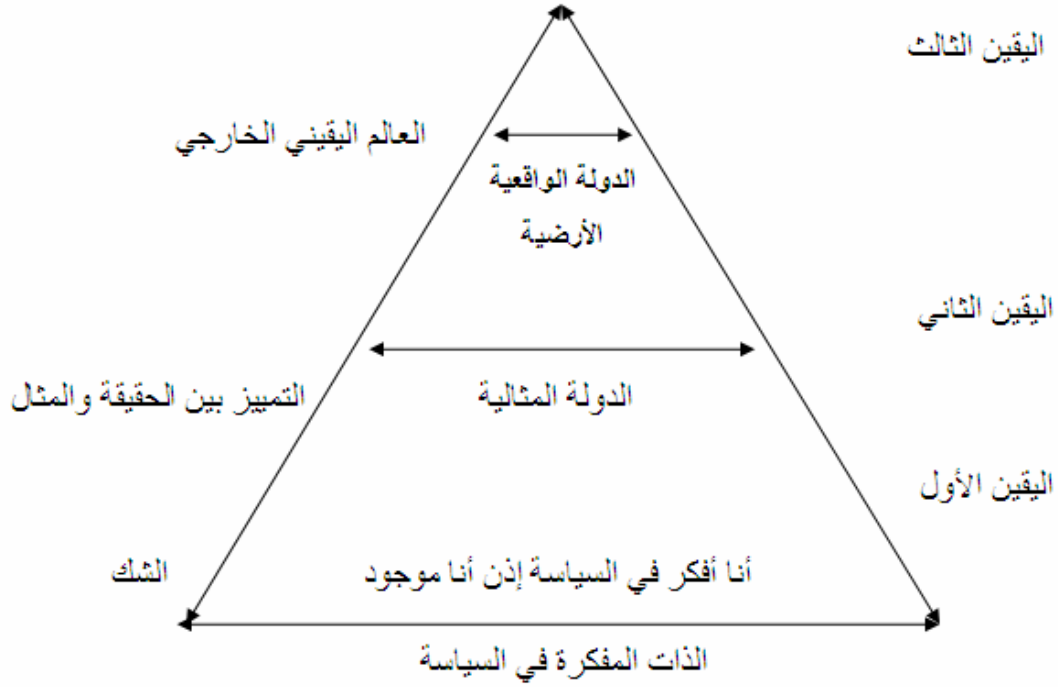 اليقين الثالث
العالم اليقيني الخارجي
الدولة الواقعية
الأرضية
اليقين الثاني
الدولة المثالية
التمييز بين الحقيقة والمثال
اليقين الأول
أنا أفكر في السياسة إذن أنا موجود
الشك
الذات المفكرة في السياسة